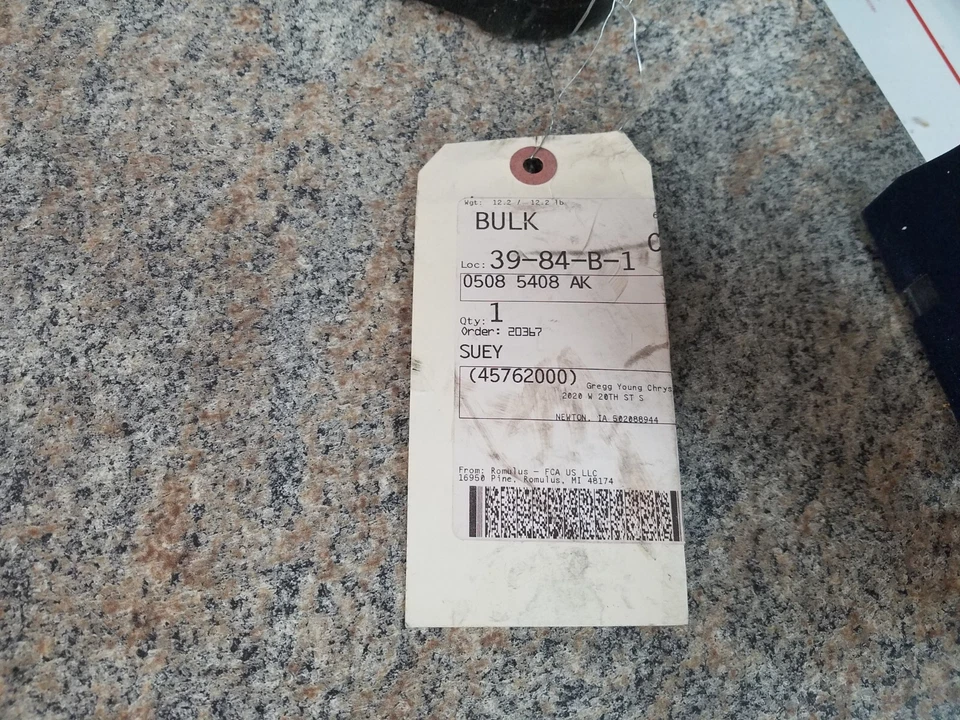 Wgt: 12.2 / 12.2 lb
BULK
Loc: 39-84-B-1
0508 5408 AK
Qty: 1
Order: 20367
SUEY
(45762000)
Gregg Young Chrys
2020 W 20TH ST S
NEWTON, IA 502088944
From: Romulus - FCA US LLC
16950 Pine, Romulus, MI 48174